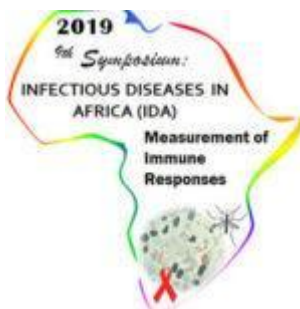 2019
9th Symposium:
INFECTIOUS DISEASES IN
AFRICA (IDA)
Measurement of
Immune
Responses